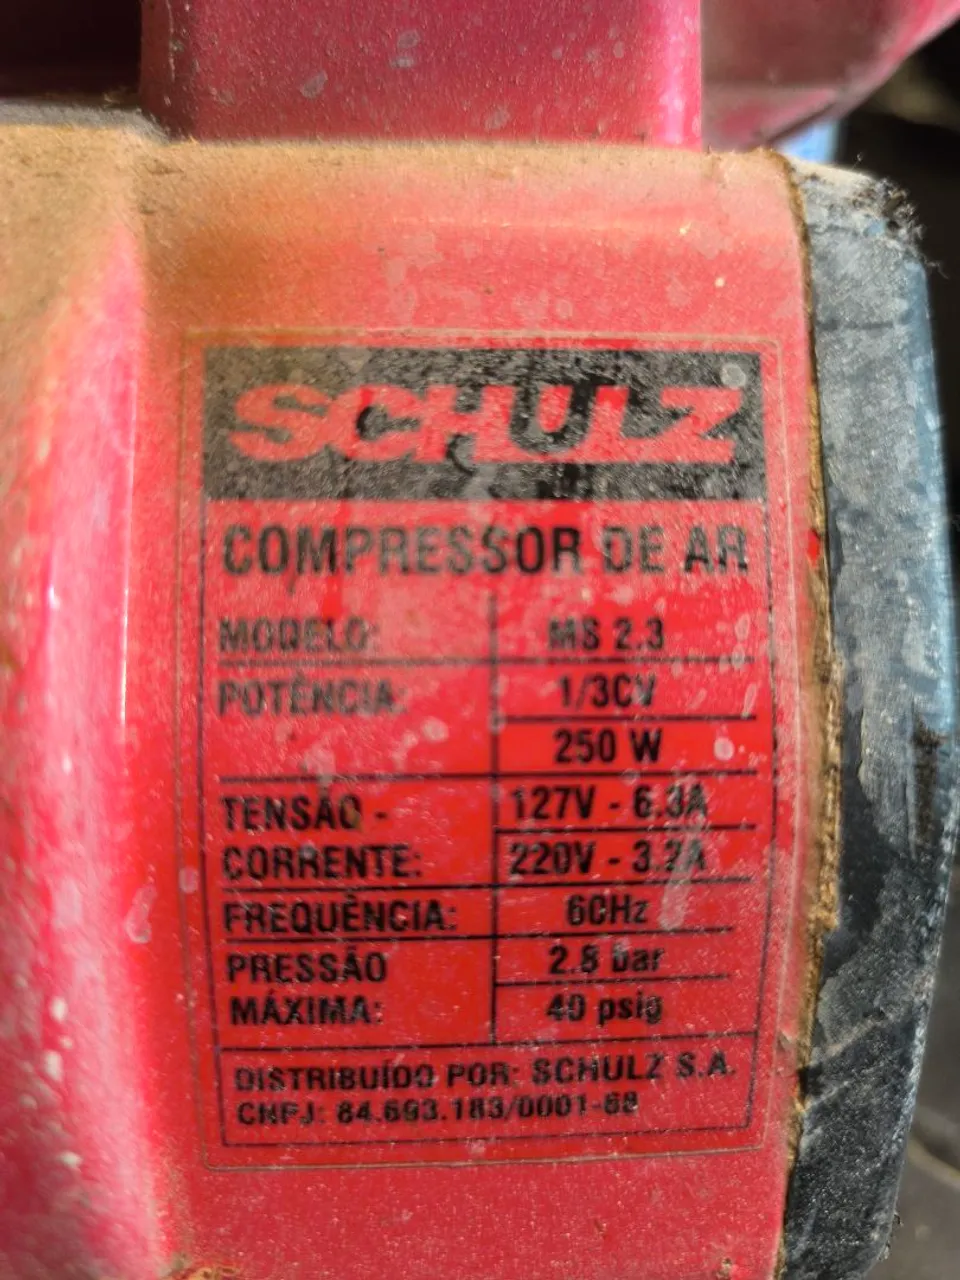 SCHULZ
COMPRESSOR DE AR
MODELO: MS 2.3
POTÊNCIA: 1/3CV
250 W
TENSÃO - 127V - 6.3A
CORRENTE: 220V - 3.2A
FREQUÊNCIA: 60Hz
PRESSÃO 2.8 bar
MÁXIMA: 40 psig
DISTRIBUÍDO POR: SCHULZ S.A.
CNPJ: 84.693.183/0001-68